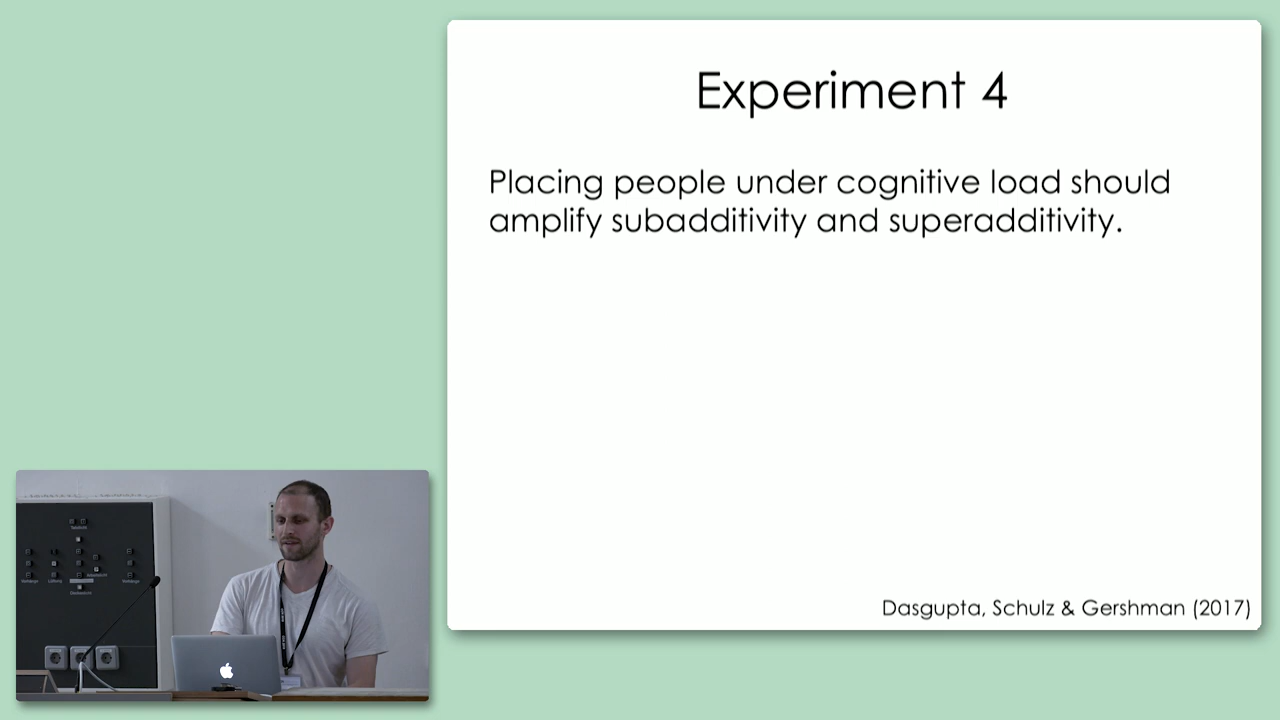 Experiment 4
Placing people under cognitive load should
amplify subadditivity and superadditivity.
Dasgupta, Schulz & Gershman (2017)